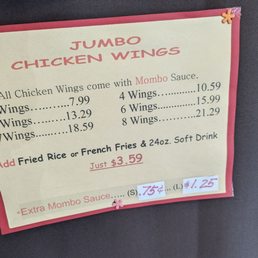 JUMBO
CHICKEN WINGS
All Chicken Wings come with Mombo Sauce.
Wings..........7.99 4 Wings............10.59
Wings..........13.29 6 Wings............15.99
Wings..........18.59 8 Wings............21.29
Add Fried Rice or French Fries & 24oz. Soft Drink
Just $3.59
*Extra Mombo Sauce..... (S) .75¢ ... (L) $1.25